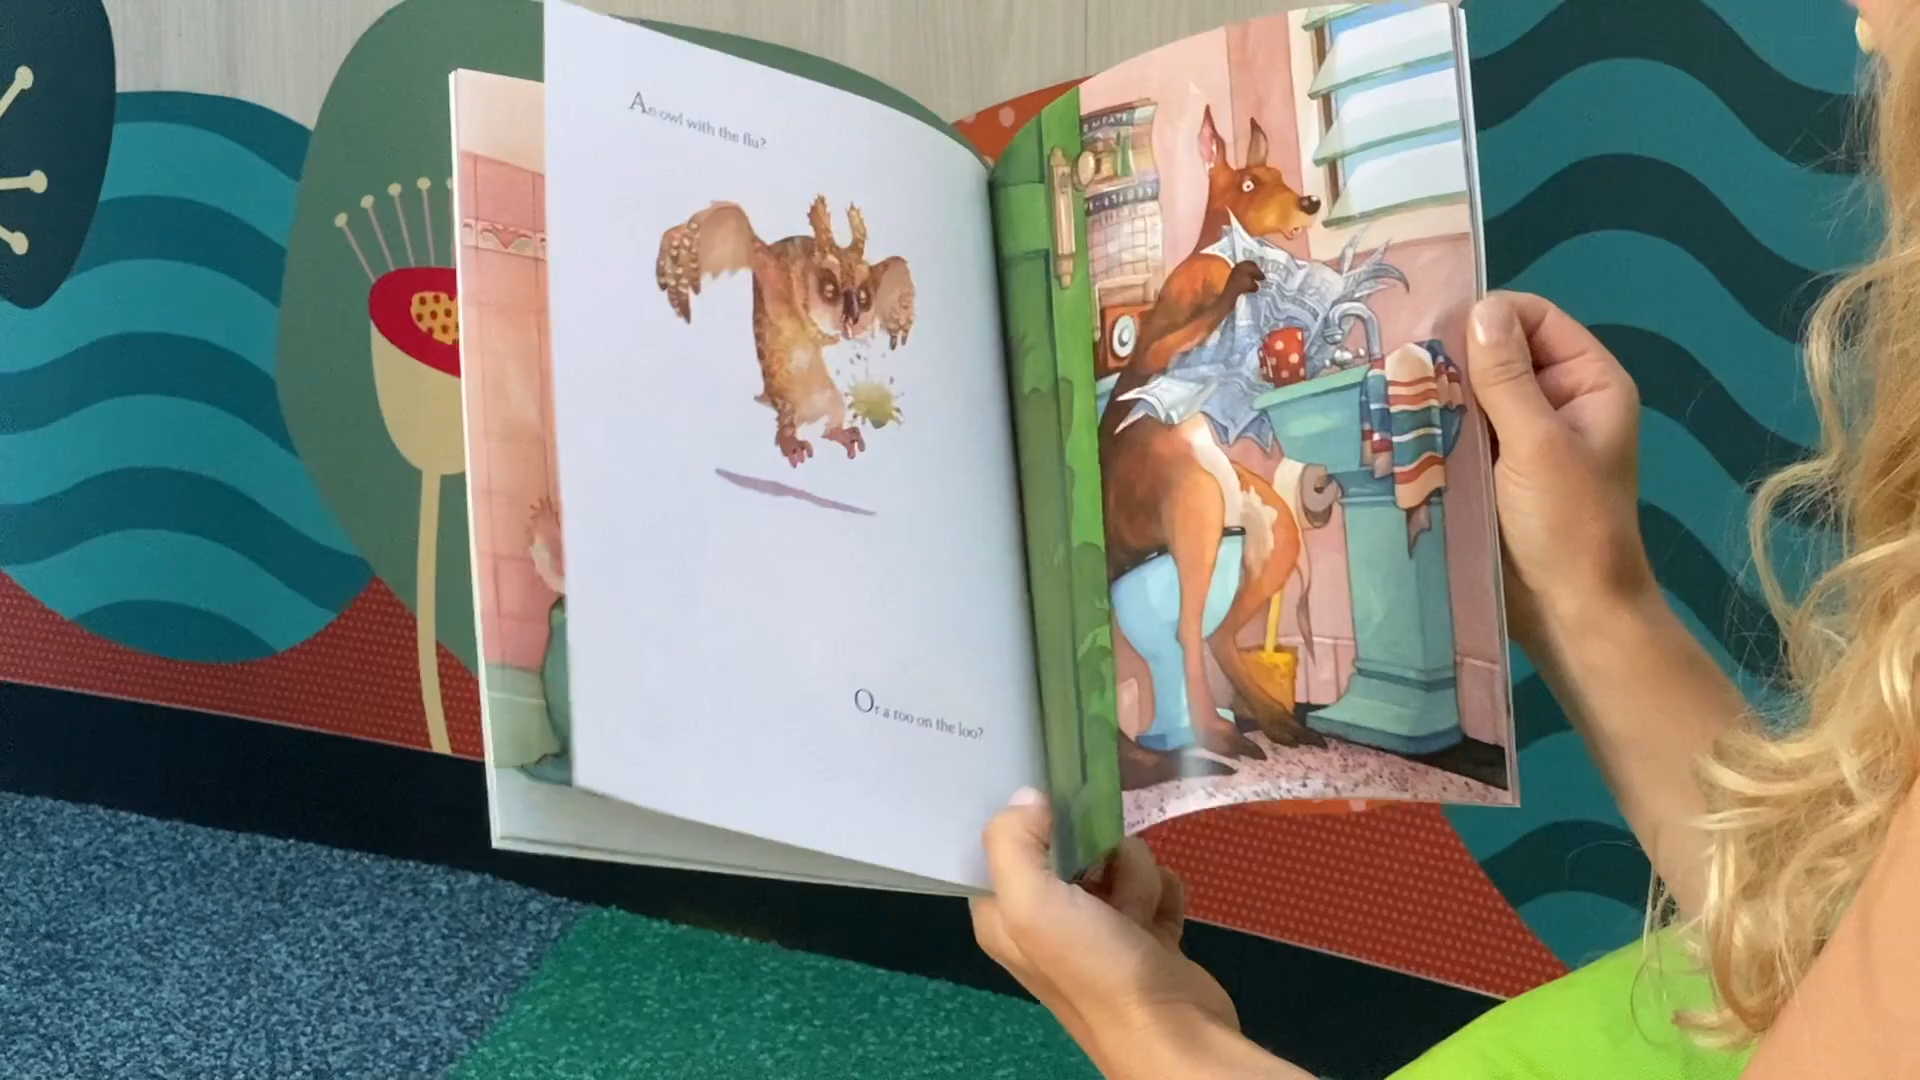 An owl with the flu?
Or a roo on the loo?